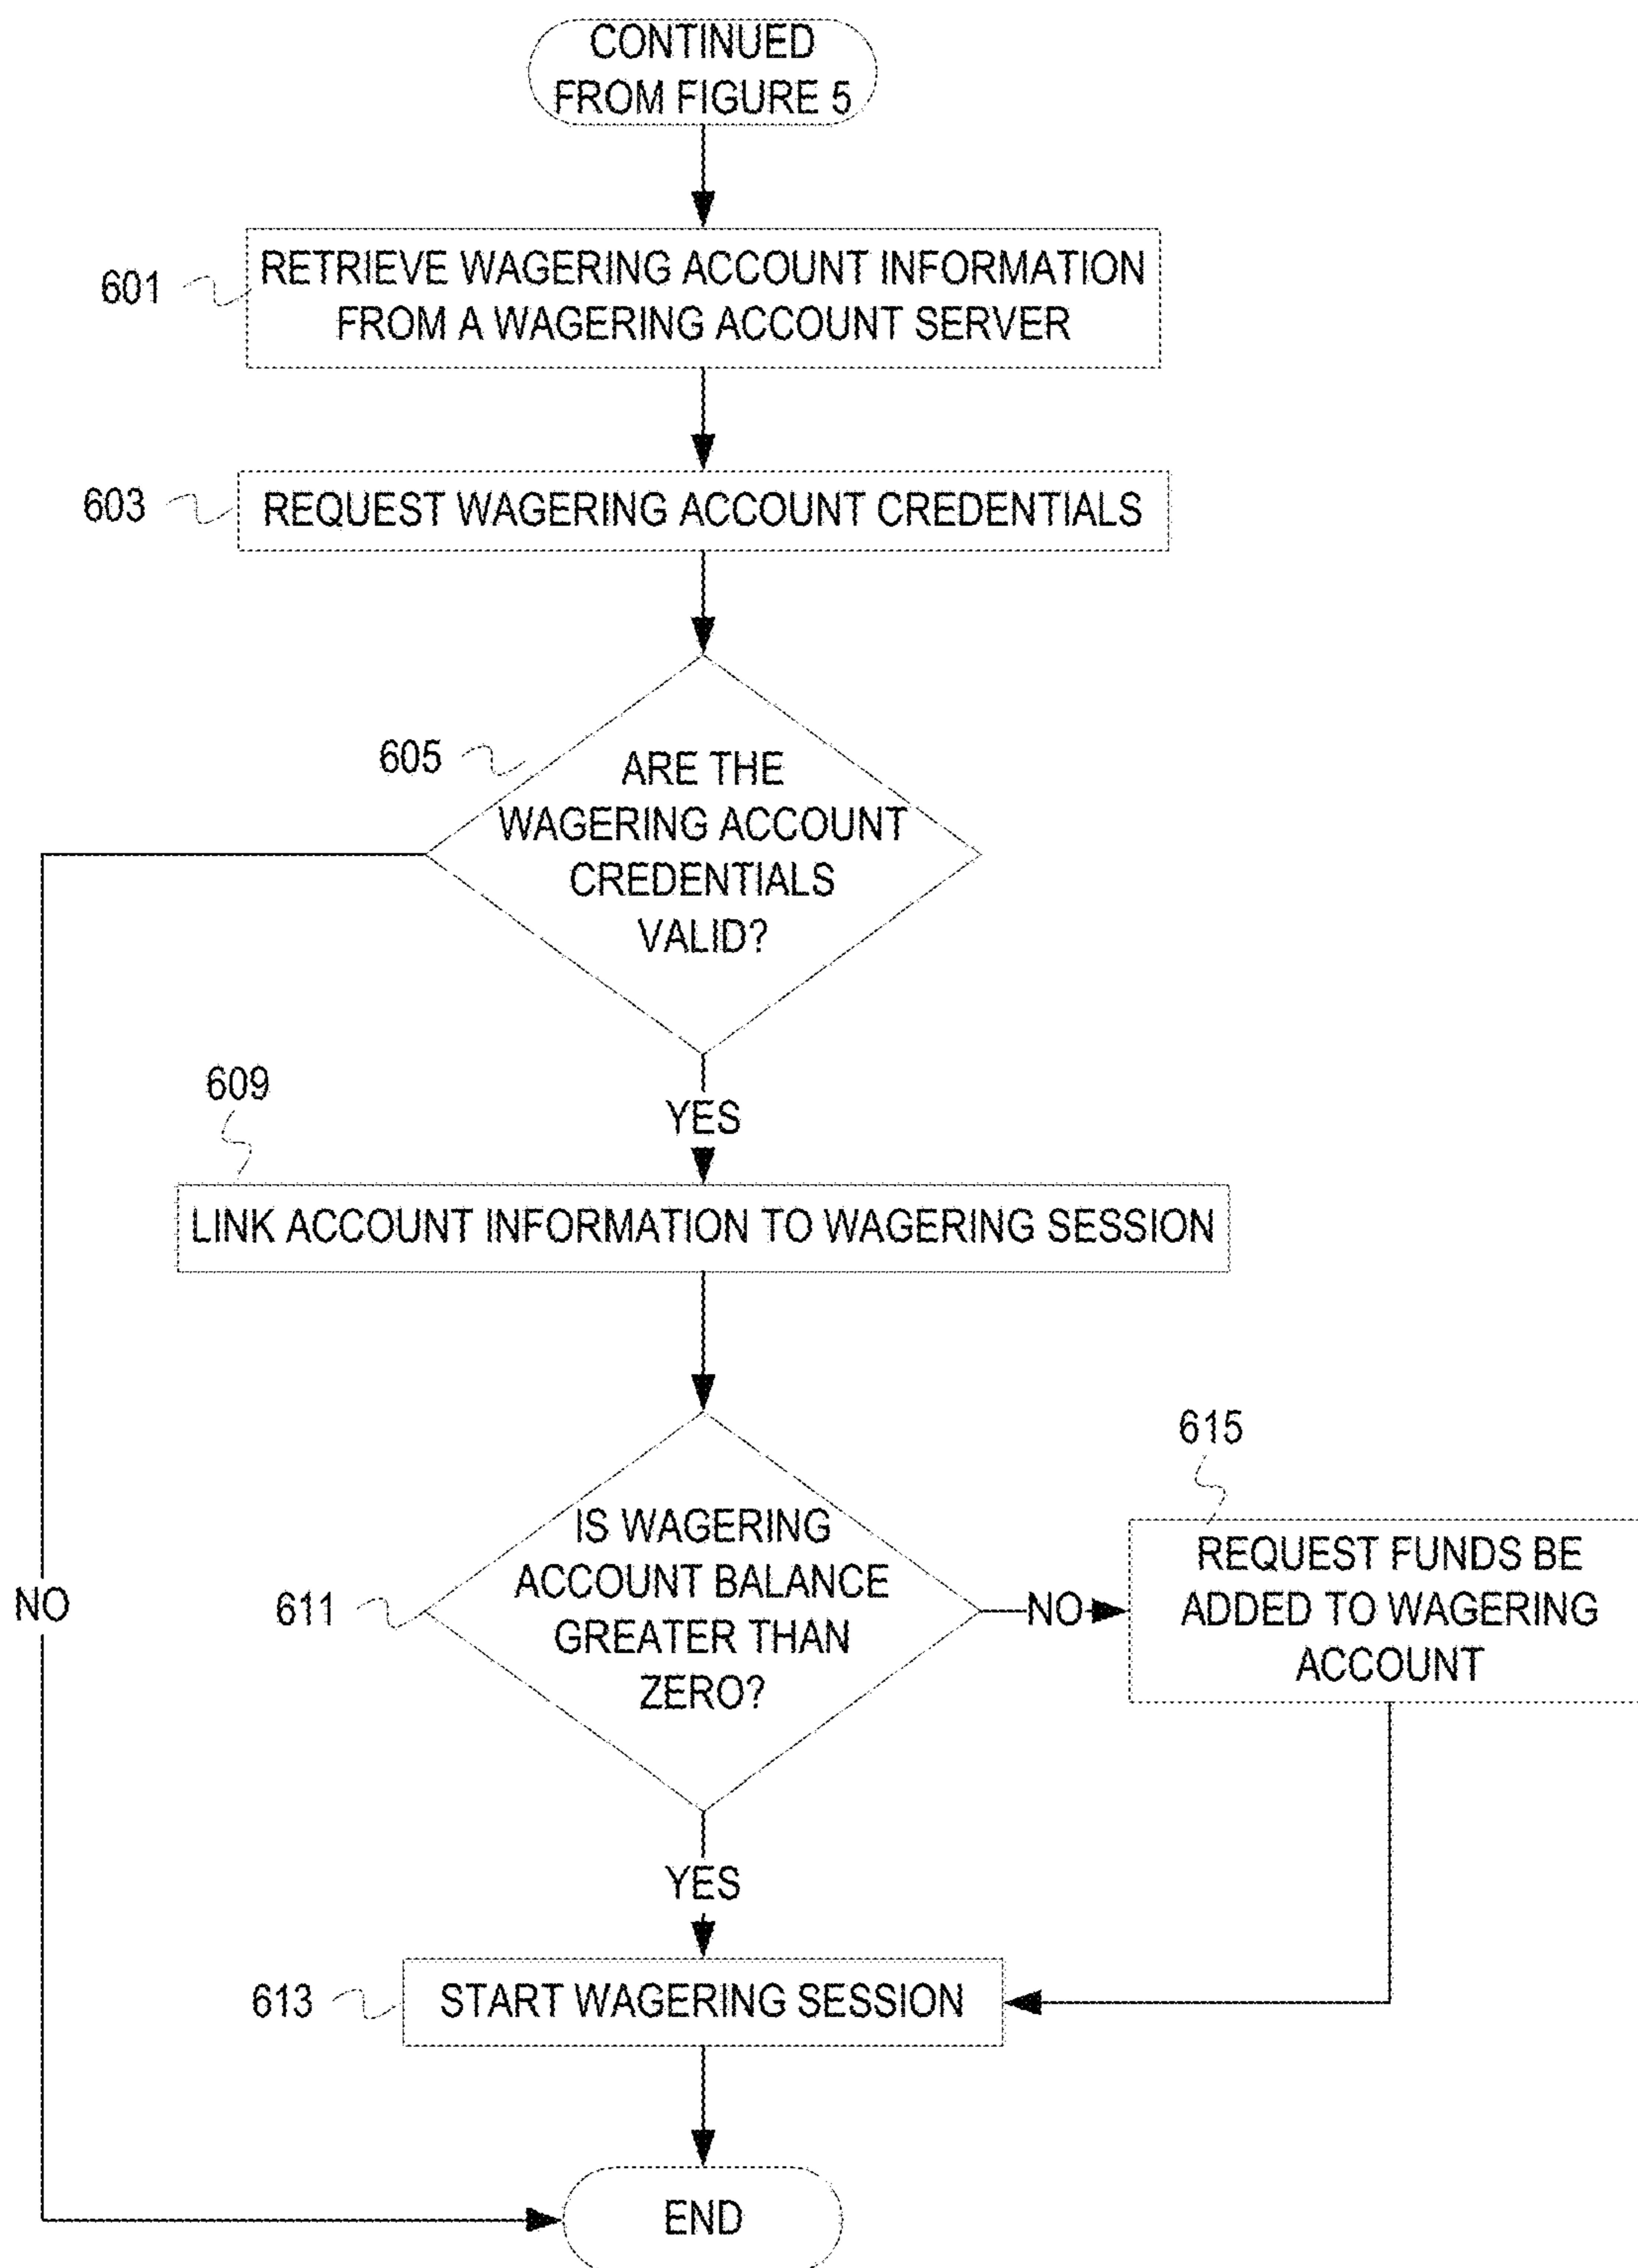 CONTINUED
FROM FIGURE 5
601
RETRIEVE WAGERING ACCOUNT INFORMATION
FROM A WAGERING ACCOUNT SERVER
603
REQUEST WAGERING ACCOUNT CREDENTIALS
605
ARE THE
WAGERING ACCOUNT
CREDENTIALS
VALID?
609
YES
LINK ACCOUNT INFORMATION TO WAGERING SESSION
615
611
IS WAGERING
ACCOUNT BALANCE
GREATER THAN
ZERO?
NO
REQUEST FUNDS BE
ADDED TO WAGERING
ACCOUNT
NO
YES
613
START WAGERING SESSION
END